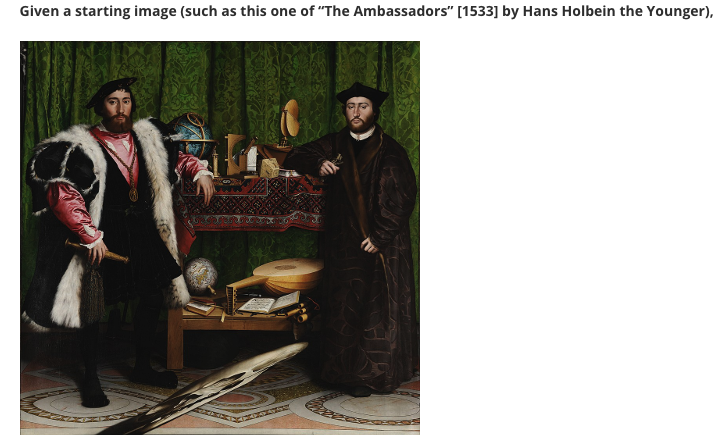 Given a starting image (such as this one of “The Ambassadors” [1533] by Hans Holbein the Younger),